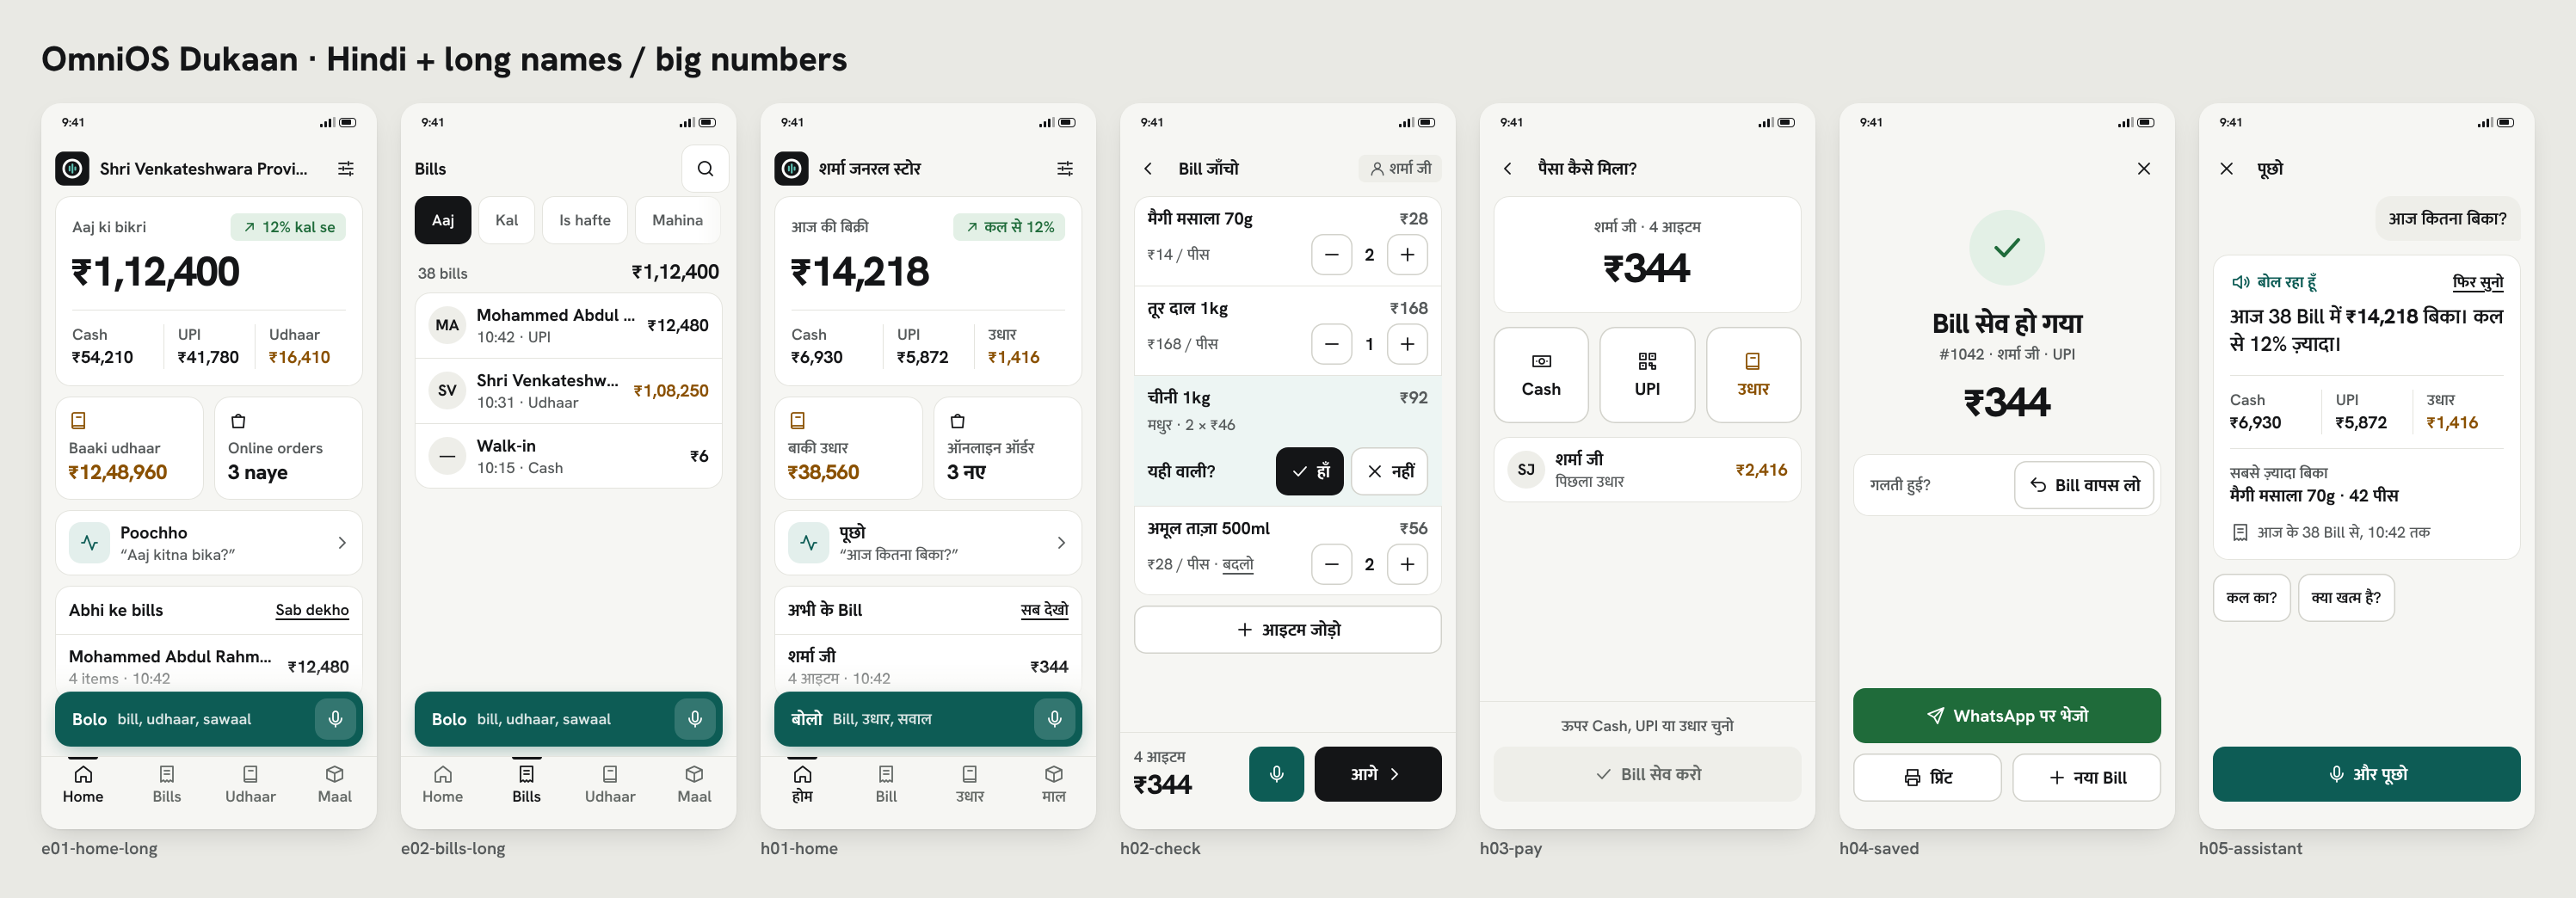 OmniOS Dukaan · Hindi + long names / big numbers
9:41
Shri Venkateshwara Provi...
Aaj ki bikri
12% kal se
₹1,12,400
Cash
UPI
Udhaar
₹54,210
₹41,780
₹16,410
Baaki udhaar
₹12,48,960
Online orders
3 naye
Poochho
“Aaj kitna bika?”
Abhi ke bills
Sab dekho
Mohammed Abdul Rahm...
₹12,480
4 items · 10:42
Bolo bill, udhaar, sawaal
Home
Bills
Udhaar
Maal
e01-home-long
9:41
Bills
Aaj
Kal
Is hafte
Mahina
38 bills
₹1,12,400
MA
Mohammed Abdul ...
₹12,480
10:42 · UPI
SV
Shri Venkateshw...
₹1,08,250
10:31 · Udhaar
—
Walk-in
₹6
10:15 · Cash
Bolo bill, udhaar, sawaal
Home
Bills
Udhaar
Maal
e02-bills-long
9:41
शर्मा जनरल स्टोर
आज की बिक्री
कल से 12%
₹14,218
Cash
UPI
उधार
₹6,930
₹5,872
₹1,416
बाकी उधार
₹38,560
ऑनलाइन ऑर्डर
3 नए
पूछो
“आज कितना बिका?”
अभी के Bill
सब देखो
शर्मा जी
₹344
4 आइटम · 10:42
बोलो Bill, उधार, सवाल
होम
Bill
उधार
माल
h01-home
9:41
Bill जाँचो
शर्मा जी
मैगी मसाला 70g
₹28
₹14 / पीस
2
तूर दाल 1kg
₹168
₹168 / पीस
1
चीनी 1kg
₹92
मधुर · 2 × ₹46
यही वाली?
हाँ
नहीं
अमूल ताज़ा 500ml
₹56
₹28 / पीस · बदलो
2
आइटम जोड़ो
4 आइटम
₹344
आगे
h02-check
9:41
पैसा कैसे मिला?
शर्मा जी · 4 आइटम
₹344
Cash
UPI
उधार
SJ
शर्मा जी
पिछला उधार
₹2,416
ऊपर Cash, UPI या उधार चुनो
Bill सेव करो
h03-pay
9:41
Bill सेव हो गया
#1042 · शर्मा जी · UPI
₹344
गलती हुई?
Bill वापस लो
WhatsApp पर भेजो
प्रिंट
नया Bill
h04-saved
9:41
पूछो
आज कितना बिका?
बोल रहा हूँ
फिर सुनो
आज 38 Bill में ₹14,218 बिका। कल
से 12% ज़्यादा।
Cash
UPI
उधार
₹6,930
₹5,872
₹1,416
सबसे ज़्यादा बिका
मैगी मसाला 70g · 42 पीस
आज के 38 Bill से, 10:42 तक
कल का?
क्या खत्म है?
और पूछो
h05-assistant